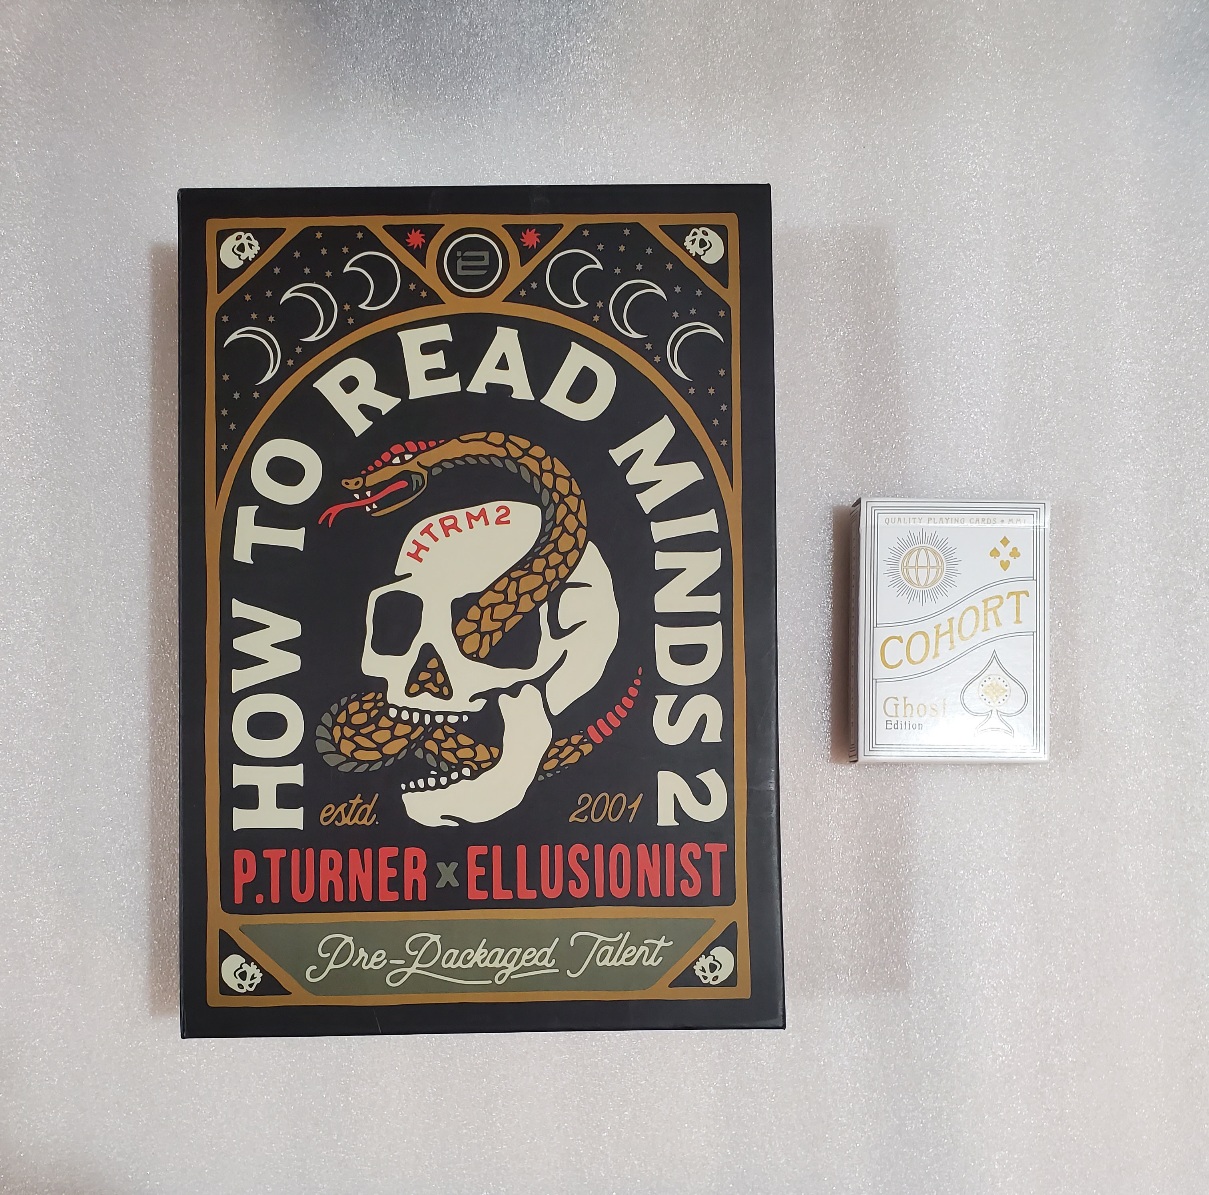 HOW TO READ MINDS 2
HTRM2
estd. 2001
P.TURNER x ELLUSIONIST
Pre-Packaged Talent
QUALITY PLAYING CARDS
COHORT
Ghost
Edition